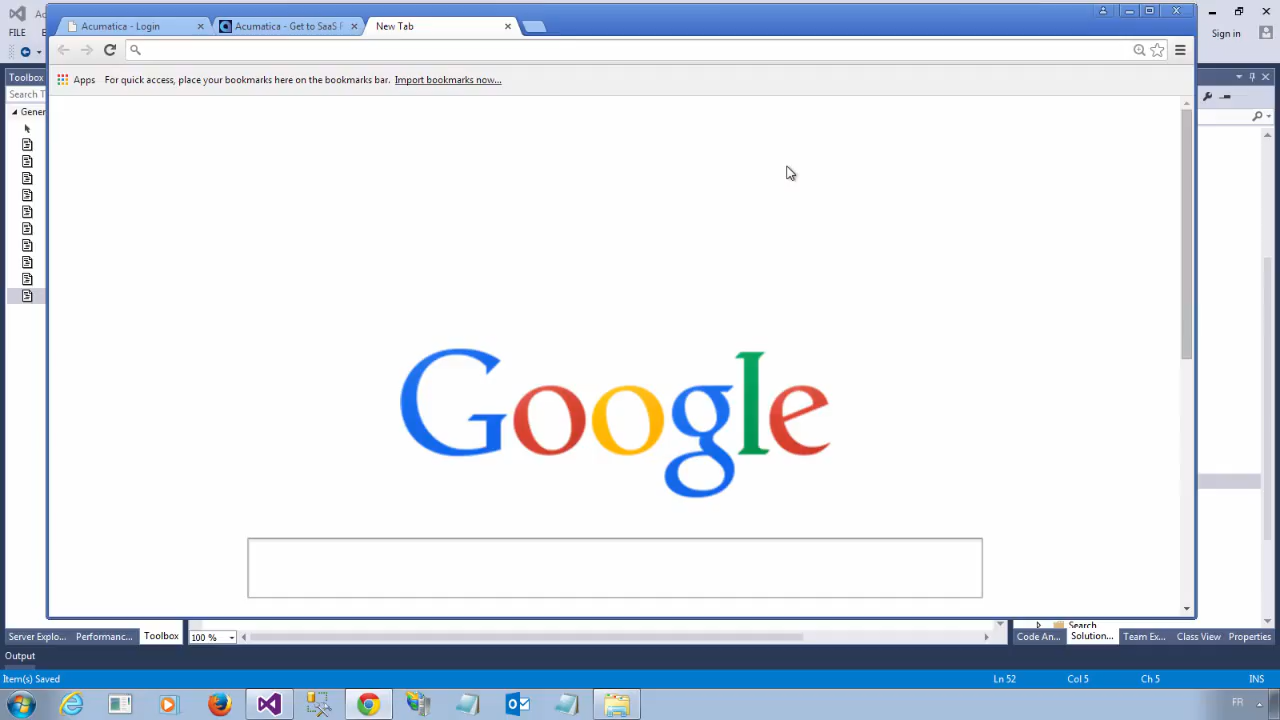 Acumatica - Login
Acumatica - Get to SaaS F
New Tab
FILE
Sign in
Apps
For quick access, place your bookmarks here on the bookmarks bar. Import bookmarks now...
Toolbox
Search T
Gener
Google
Server Explo...
Performanc...
Toolbox
100 %
Search
Code An...
Solution...
Team Ex...
Class View
Properties
Output
Item(s) Saved
Ln 52
Col 5
Ch 5
INS
FR